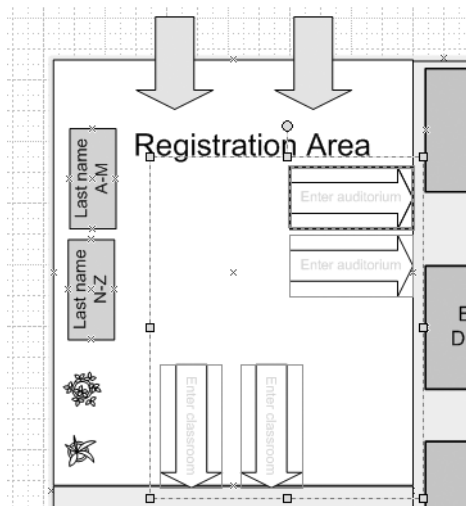 Registration Area
Last name
A-M
Enter auditorium
Enter auditorium
Last name
N-Z
Enter classroom
Enter classroom
E
D